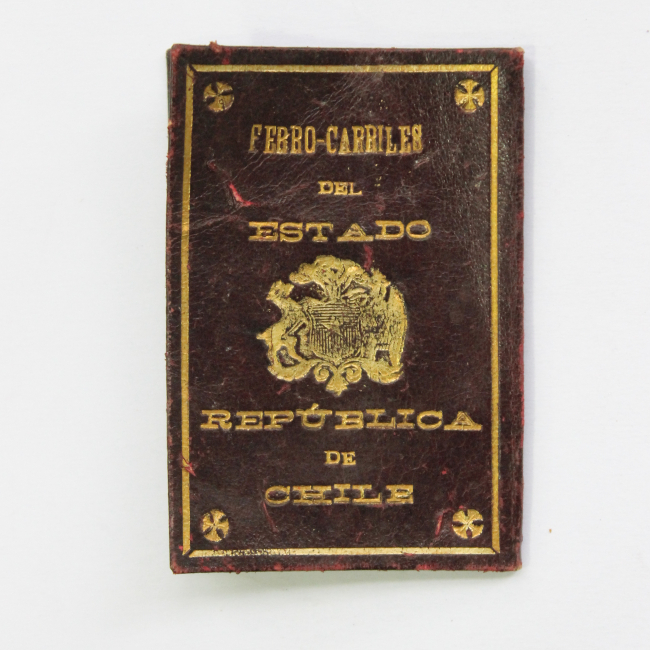 FERRO-CARRILES
DEL
ESTADO
REPÚBLICA
DE
CHILE